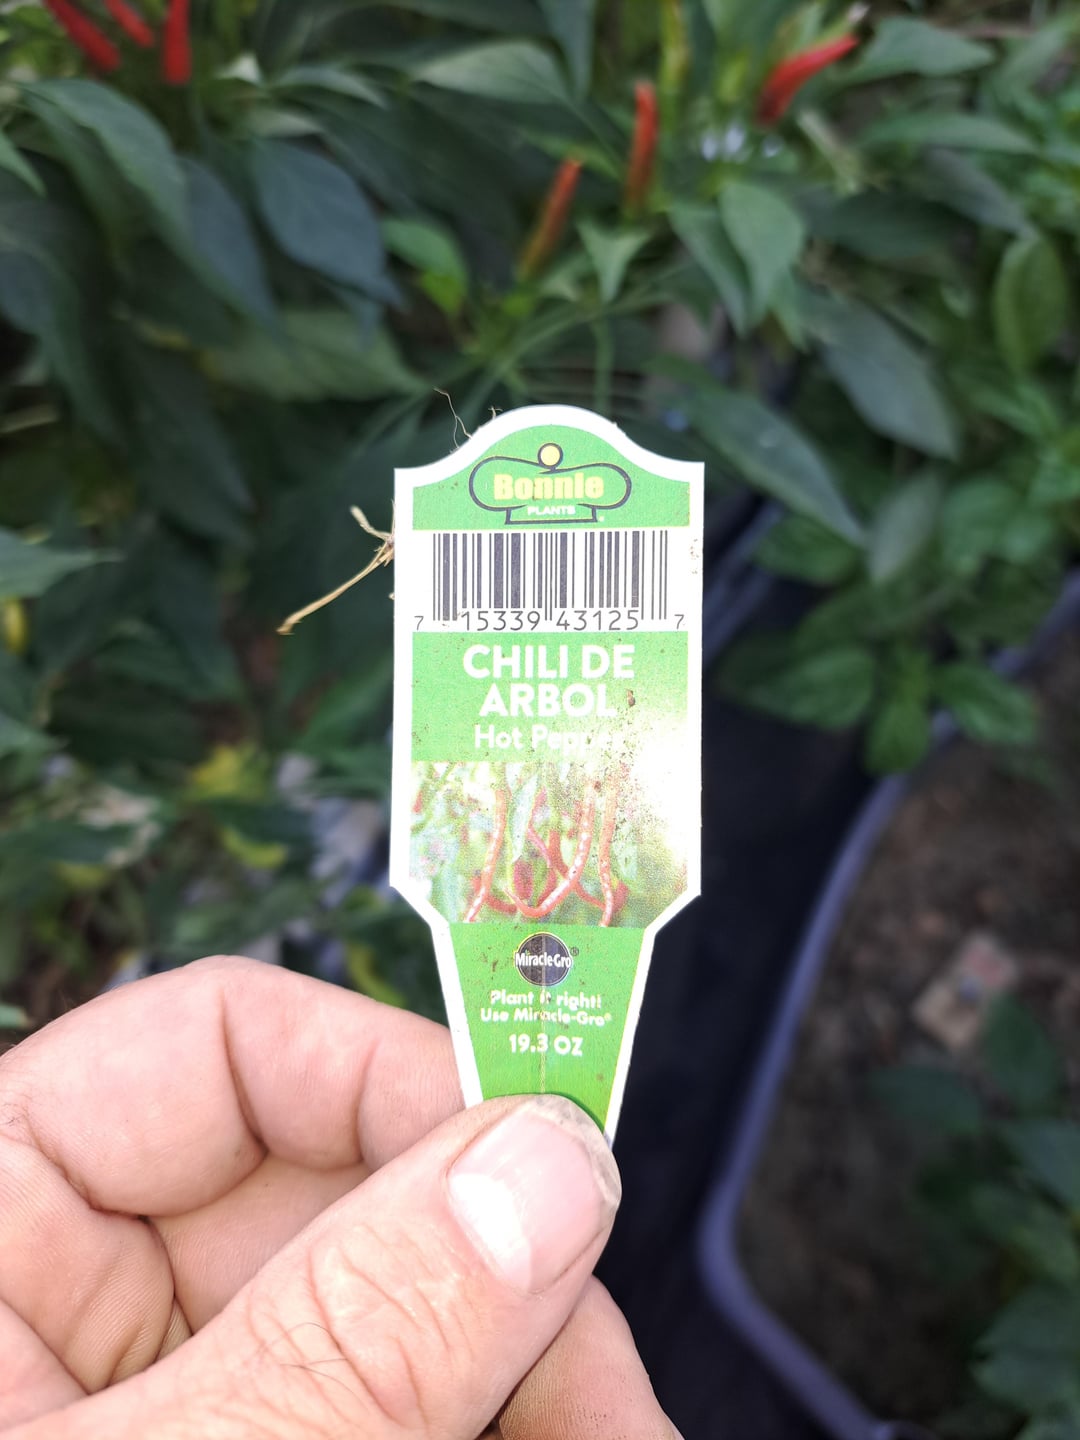 Bonnie
PLANTS
7 15339 43125 7
CHILI DE
ARBOL
Hot Pepper
Miracle-Gro®
Plant it right!
Use Miracle-Gro®
19.3 OZ